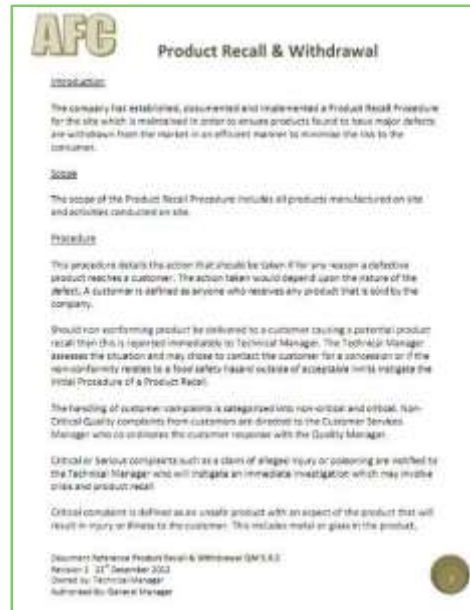 AFC
Product Recall & Withdrawal
Introduction
The company has established, documented and implemented a Product Recall Procedure
for the site which is maintained in order to ensure products found to have major defects
are withdrawn from the market in an efficient manner to minimise the risk to the
consumer.
Scope
The scope of the Product Recall Procedure includes all products manufactured on site
and activities conducted on site.
Procedure
This procedure details the action that should be taken if for any reason a defective
product reaches a customer. The action taken would depend upon the nature of the
defect. A customer is defined as anyone who receives any product that is sold by the
company.
Should non conforming product be delivered to a customer causing a potential product
recall then this is reported immediately to Technical Manager. The Technical Manager
assesses the situation and may chose to contact the customer for a concession or if the
non-conformity relates to a food safety hazard outside of acceptable limits instigate the
Initial Procedure of a Product Recall.
The handling of customer complaints is categorized into non-critical and critical. Non-
Critical Quality complaints from customers are directed to the Customer Services
Manager who co ordinates the customer response with the Quality Manager.
Critical or Serious complaints such as a claim of alleged injury or poisoning are notified to
the Technical Manager who will instigate an immediate investigation which may involve
crisis and product recall
Critical complaint is defined as an unsafe product with an aspect of the product that will
result in injury or illness to the customer. This includes metal or glass in the product.
Document Reference Product Recall & Withdrawal QM
Revision 1 December 2012
Owned by: Technical Manager
Authorised By: General Manager